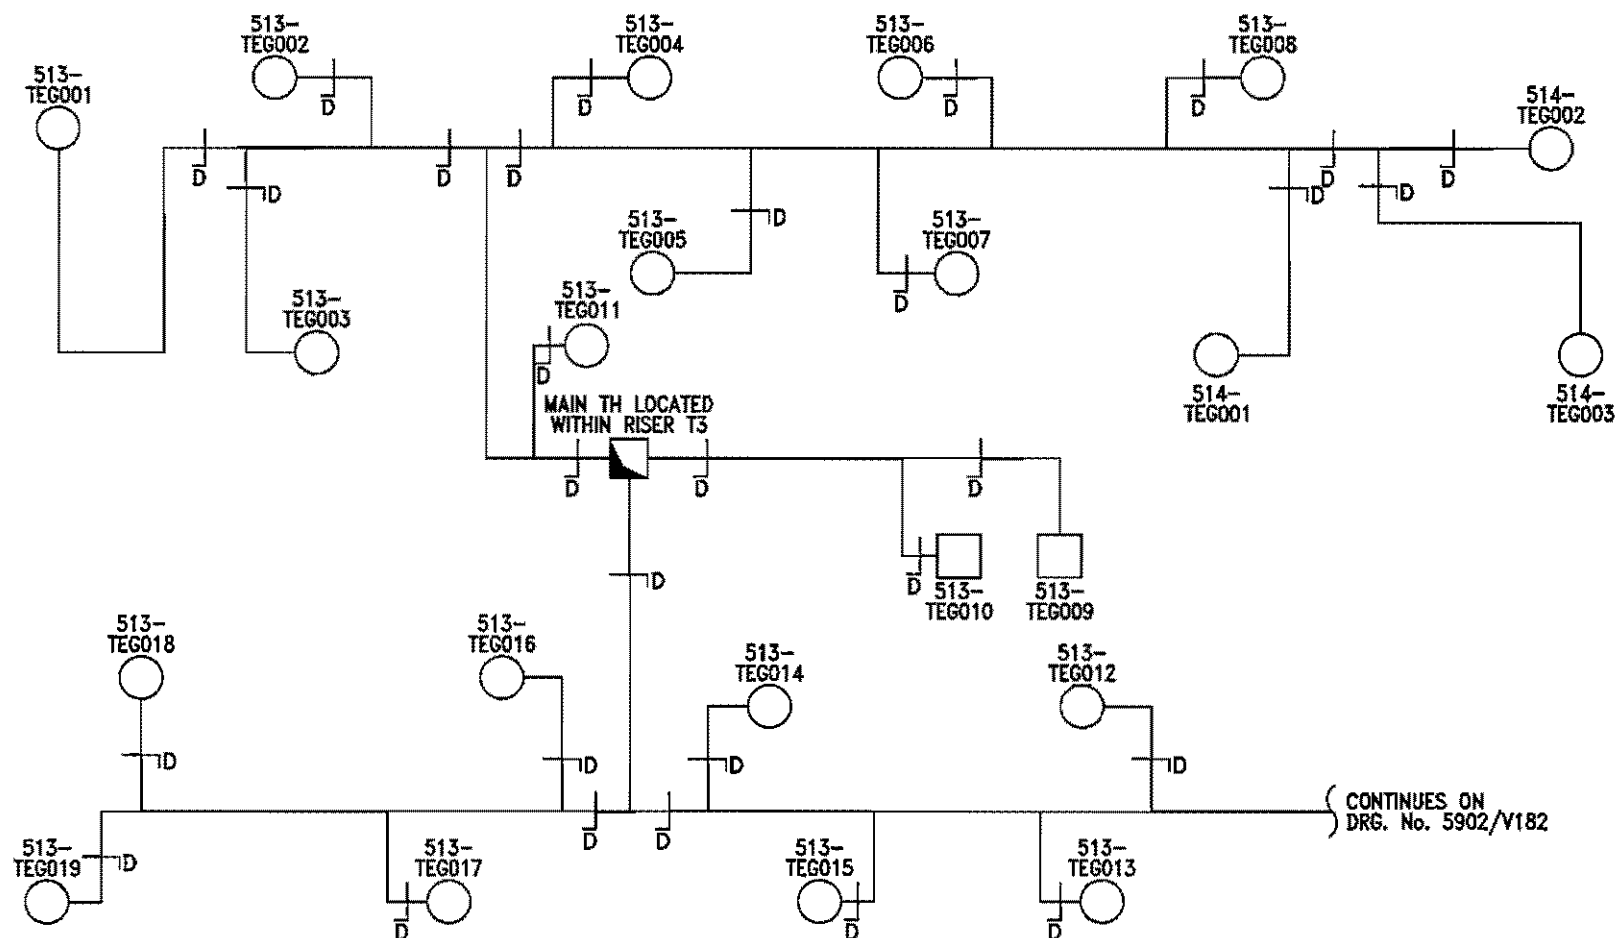 513-
TEG002
513-
TEG004
513-
TEG006
513-
TEG008
513-
TEG001
514-
TEG002
D
D
D
D
D
D
D
D
D
D
D
D
D
D
513-
TEG005
513-
TEG007
D
513-
TEG003
513-
TEG011
D
514-
TEG001
514-
TEG003
MAIN TH LOCATED
WITHIN RISER T3
D
D
D
D
513-
TEG010
513-
TEG009
D
513-
TEG018
513-
TEG016
513-
TEG014
513-
TEG012
D
D
D
D
D
D
CONTINUES ON
DRG. No. 5902/V182
513-
TEG019
D
513-
TEG017
513-
TEG015
513-
TEG013
D
D
D